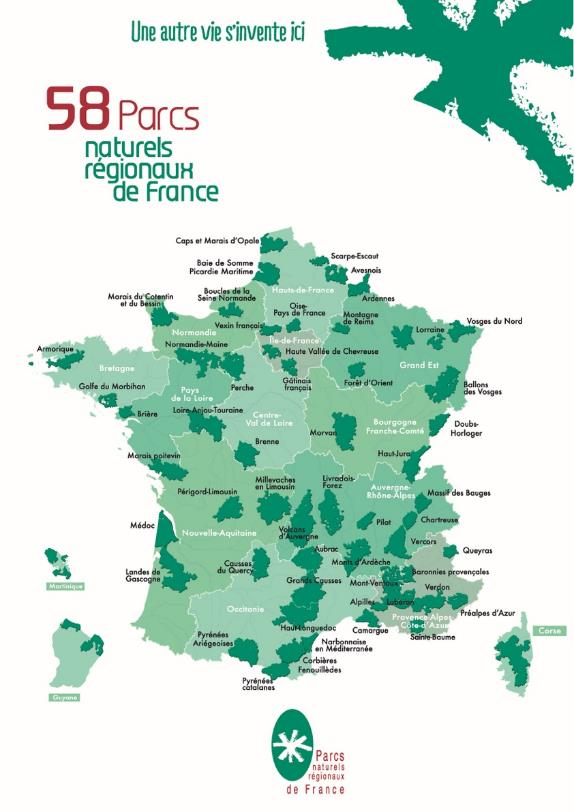 Une autre vie s'invente ici
58 Parcs
naturels
régionaux
de France
Caps et Marais d'Opale
Scarpe-Escaut
Baie de Somme
Picardie Maritime
Avesnois
Boucles de la
Seine Normande
Hauts-de-France
Marais du Cotentin
et du Bessin
Ardennes
Oise-
Pays de France
Montagne
de Reims
Vosges du Nord
Vexin français
Lorraine
Normandie
Normandie-Maine
Ile-de-France
Armorique
Haute Vallée de Chevreuse
Grand Est
Bretagne
Golfe du Morbihan
Pays
de la Loire
Perche
Gâtinais
français
Forêt d'Orient
Ballons
des Vosges
Brière
Loire-Anjou-Touraine
Centre-
Val de Loire
Morvan
Bourgogne
Franche-Comté
Doubs-
Horloger
Brenne
Haut-Jura
Marais poitevin
Périgord-Limousin
Millevaches
en Limousin
Livradois-
Forez
Auvergne-
Rhône-Alpes
Massif des Bauges
Médoc
Nouvelle-Aquitaine
Volcans
d'Auvergne
Pilat
Chartreuse
Aubrac
Vercors
Queyras
Landes de
Gascogne
Causses
du Quercy
Monts d'Ardèche
Baronnies provençales
Martinique
Grands Causses
Mont-Ventoux
Verdon
Occitanie
Alpilles
Luberon
Préalpes d'Azur
Provence-Alpes
Côte-d'Azur
Haut-Languedoc
Camargue
Sainte-Baume
Corse
Pyrénées
Ariégeoises
Narbonnaise
en Méditerranée
Corbières
Fenouillèdes
Pyrénées
catalanes
Guyane
Parcs
naturels
régionaux
de France